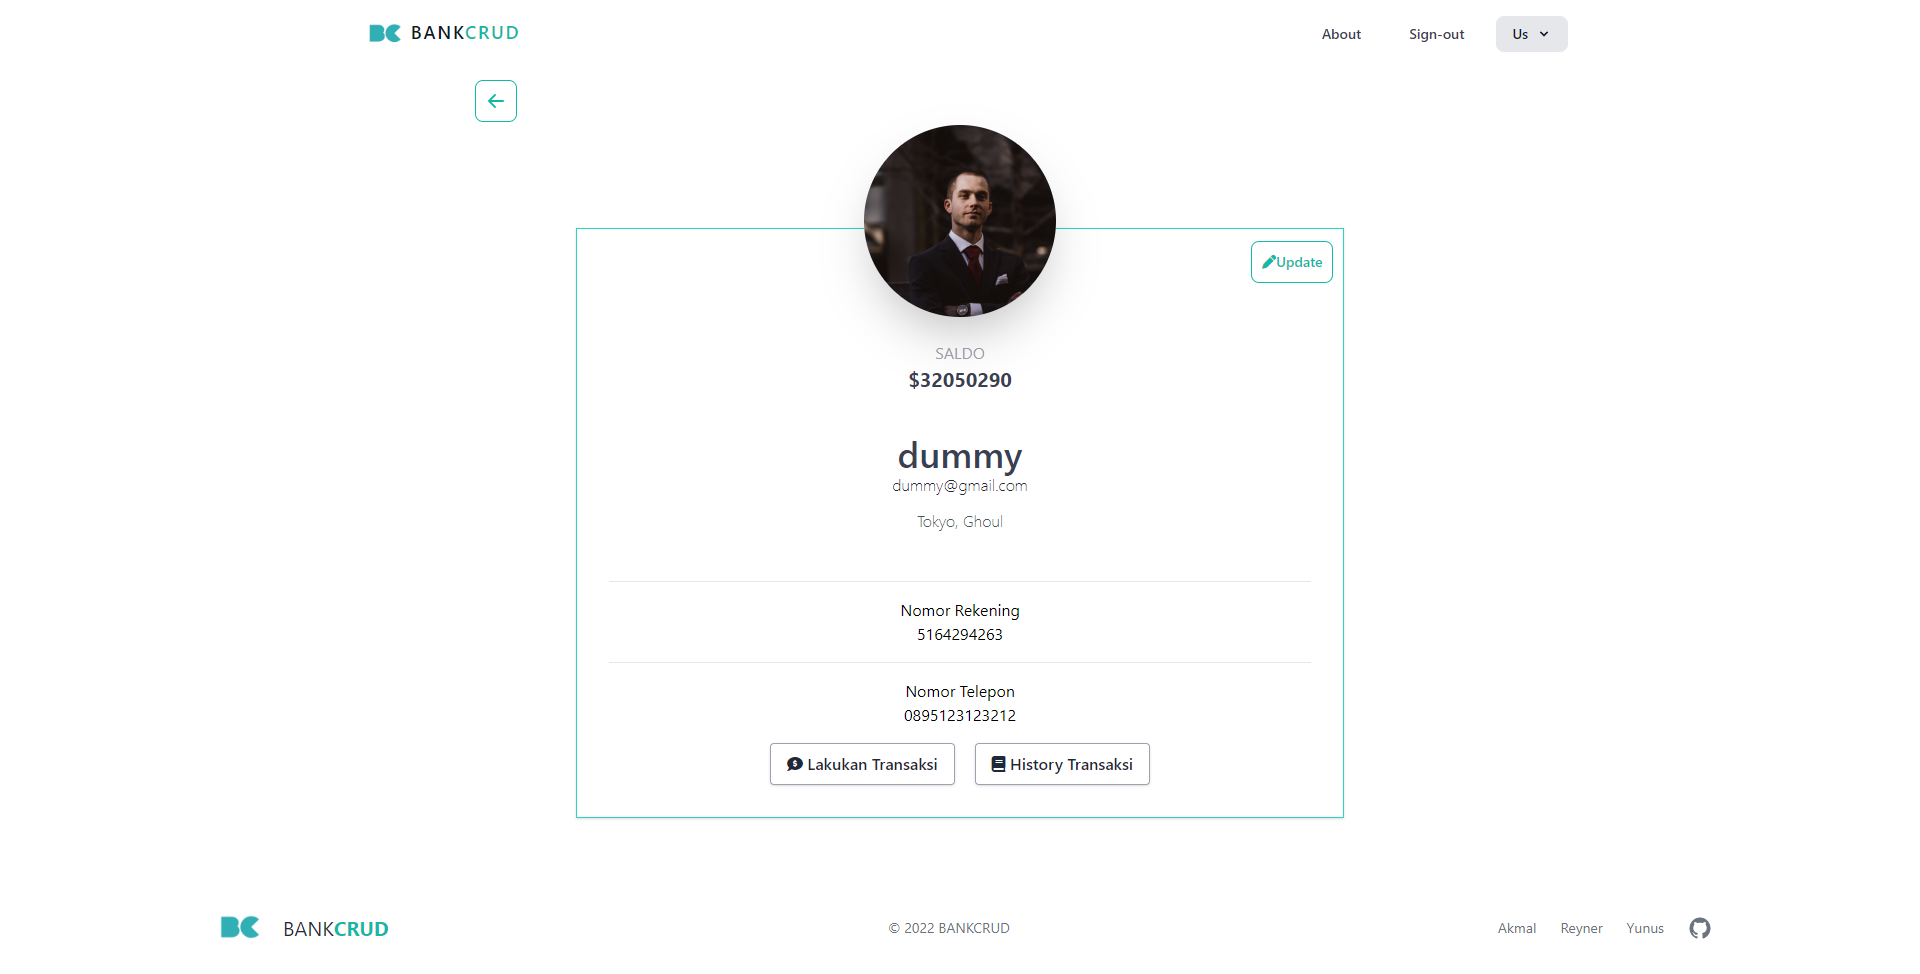 BANKCRUD
About
Sign-out
Us
Update
SALDO
$32050290
dummy
dummy@gmail.com
Tokyo, Ghoul
Nomor Rekening
5164294263
Nomor Telepon
0895123123212
Lakukan Transaksi
History Transaksi
BANKCRUD
© 2022 BANKCRUD
Akmal
Reyner
Yunus